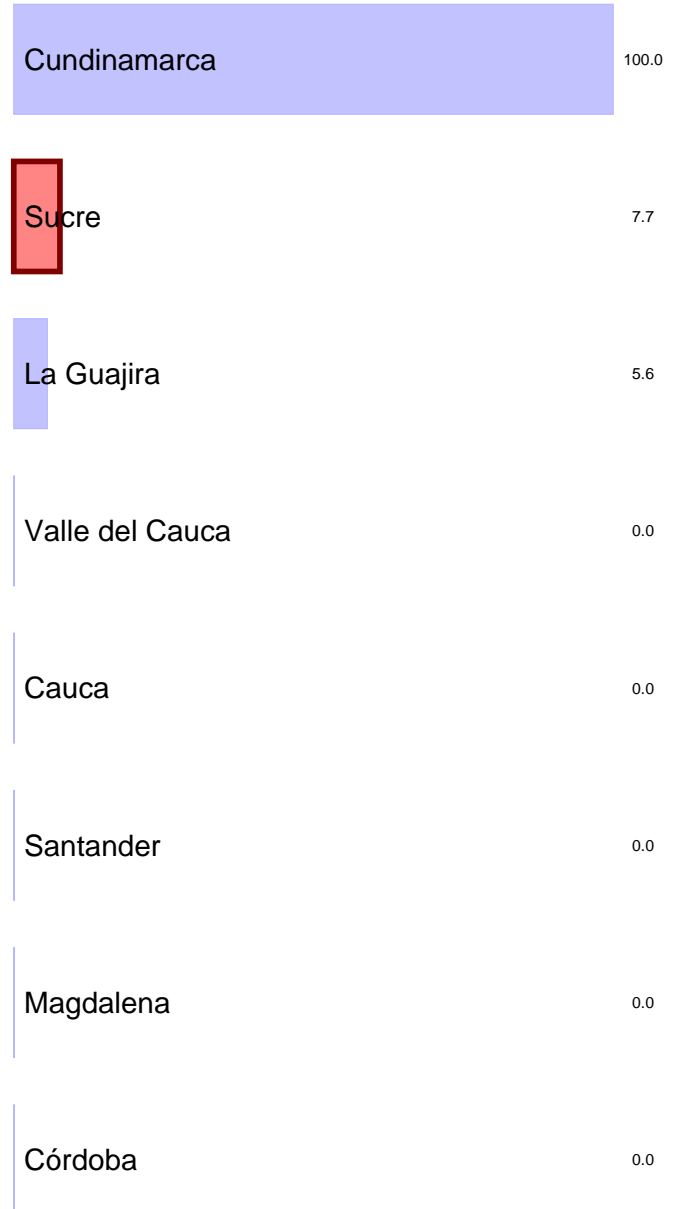 Cundinamarca 100.0
Sucre 7.7
La Guajira 5.6
Valle del Cauca 0.0
Cauca 0.0
Santander 0.0
Magdalena 0.0
Córdoba 0.0